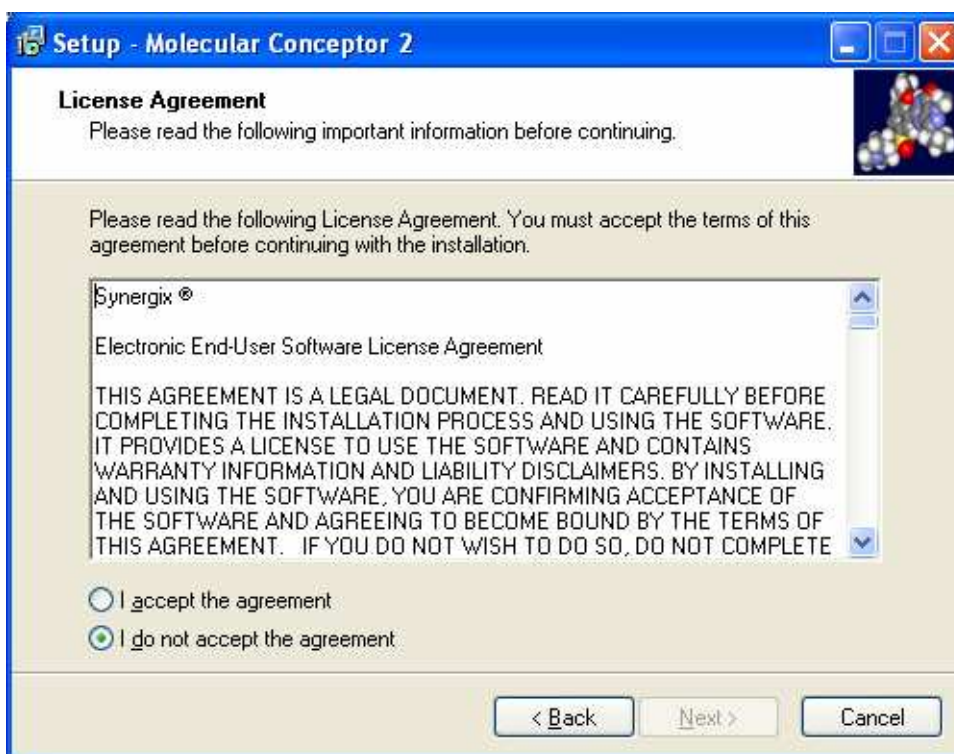 Setup - Molecular Conceptor 2
License Agreement
Please read the following important information before continuing.
Please read the following License Agreement. You must accept the terms of this
agreement before continuing with the installation.
Synergix ®
Electronic End-User Software License Agreement
THIS AGREEMENT IS A LEGAL DOCUMENT. READ IT CAREFULLY BEFORE
COMPLETING THE INSTALLATION PROCESS AND USING THE SOFTWARE.
IT PROVIDES A LICENSE TO USE THE SOFTWARE AND CONTAINS
WARRANTY INFORMATION AND LIABILITY DISCLAIMERS. BY INSTALLING
AND USING THE SOFTWARE, YOU ARE CONFIRMING ACCEPTANCE OF
THE SOFTWARE AND AGREEING TO BECOME BOUND BY THE TERMS OF
THIS AGREEMENT.   IF YOU DO NOT WISH TO DO SO, DO NOT COMPLETE
I accept the agreement
I do not accept the agreement
< Back Next > Cancel